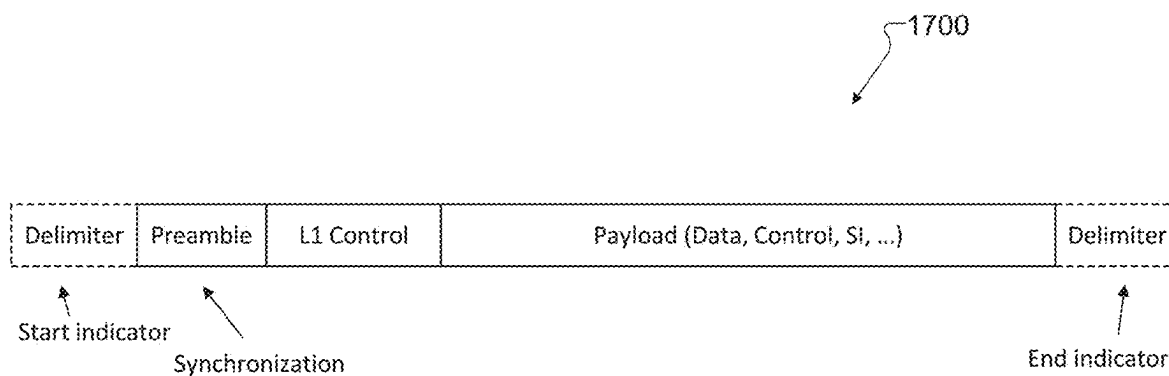 1700
Delimiter Preamble L1 Control Payload (Data, Control, SI, ...) Delimiter
Start indicator
Synchronization
End indicator